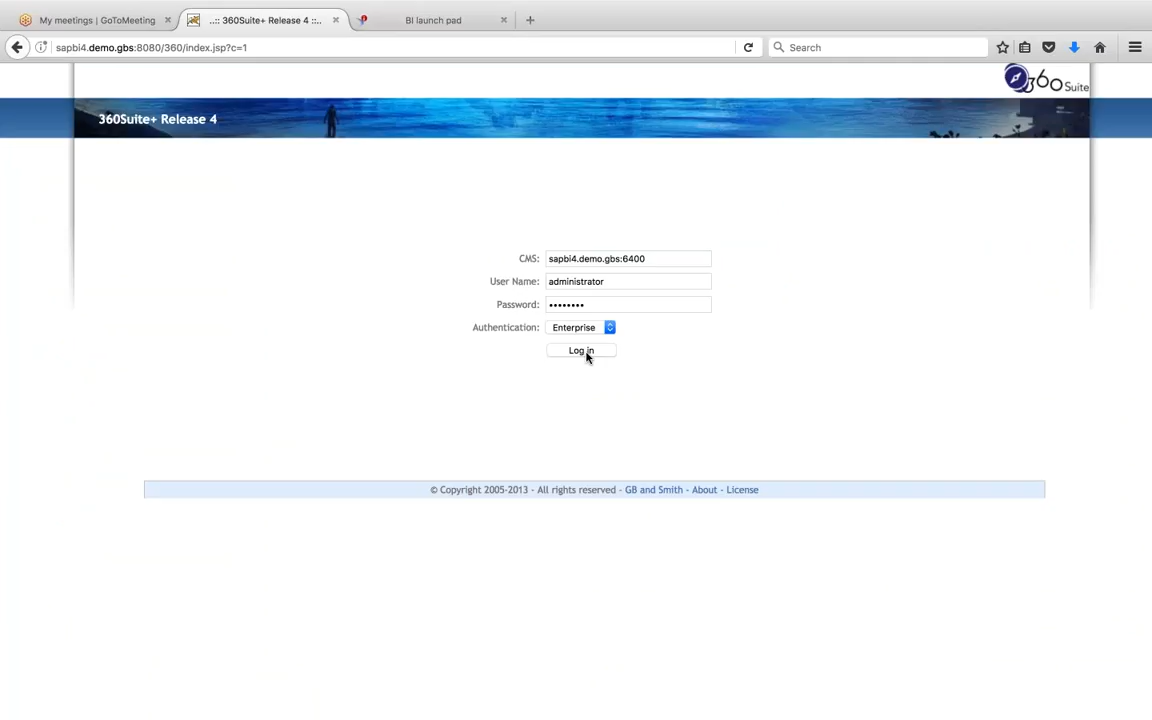 My meetings | GoToMeeting
..:: 360Suite+ Release 4 ::..
BI launch pad
sapbi4.demo.gbs:8080/360/index.jsp?c=1
Search
360 Suite
360Suite+ Release 4
CMS: sapbi4.demo.gbs:6400
User Name: administrator
Password: ••••••••
Authentication: Enterprise
Log in
© Copyright 2005-2013 - All rights reserved - GB and Smith - About - License